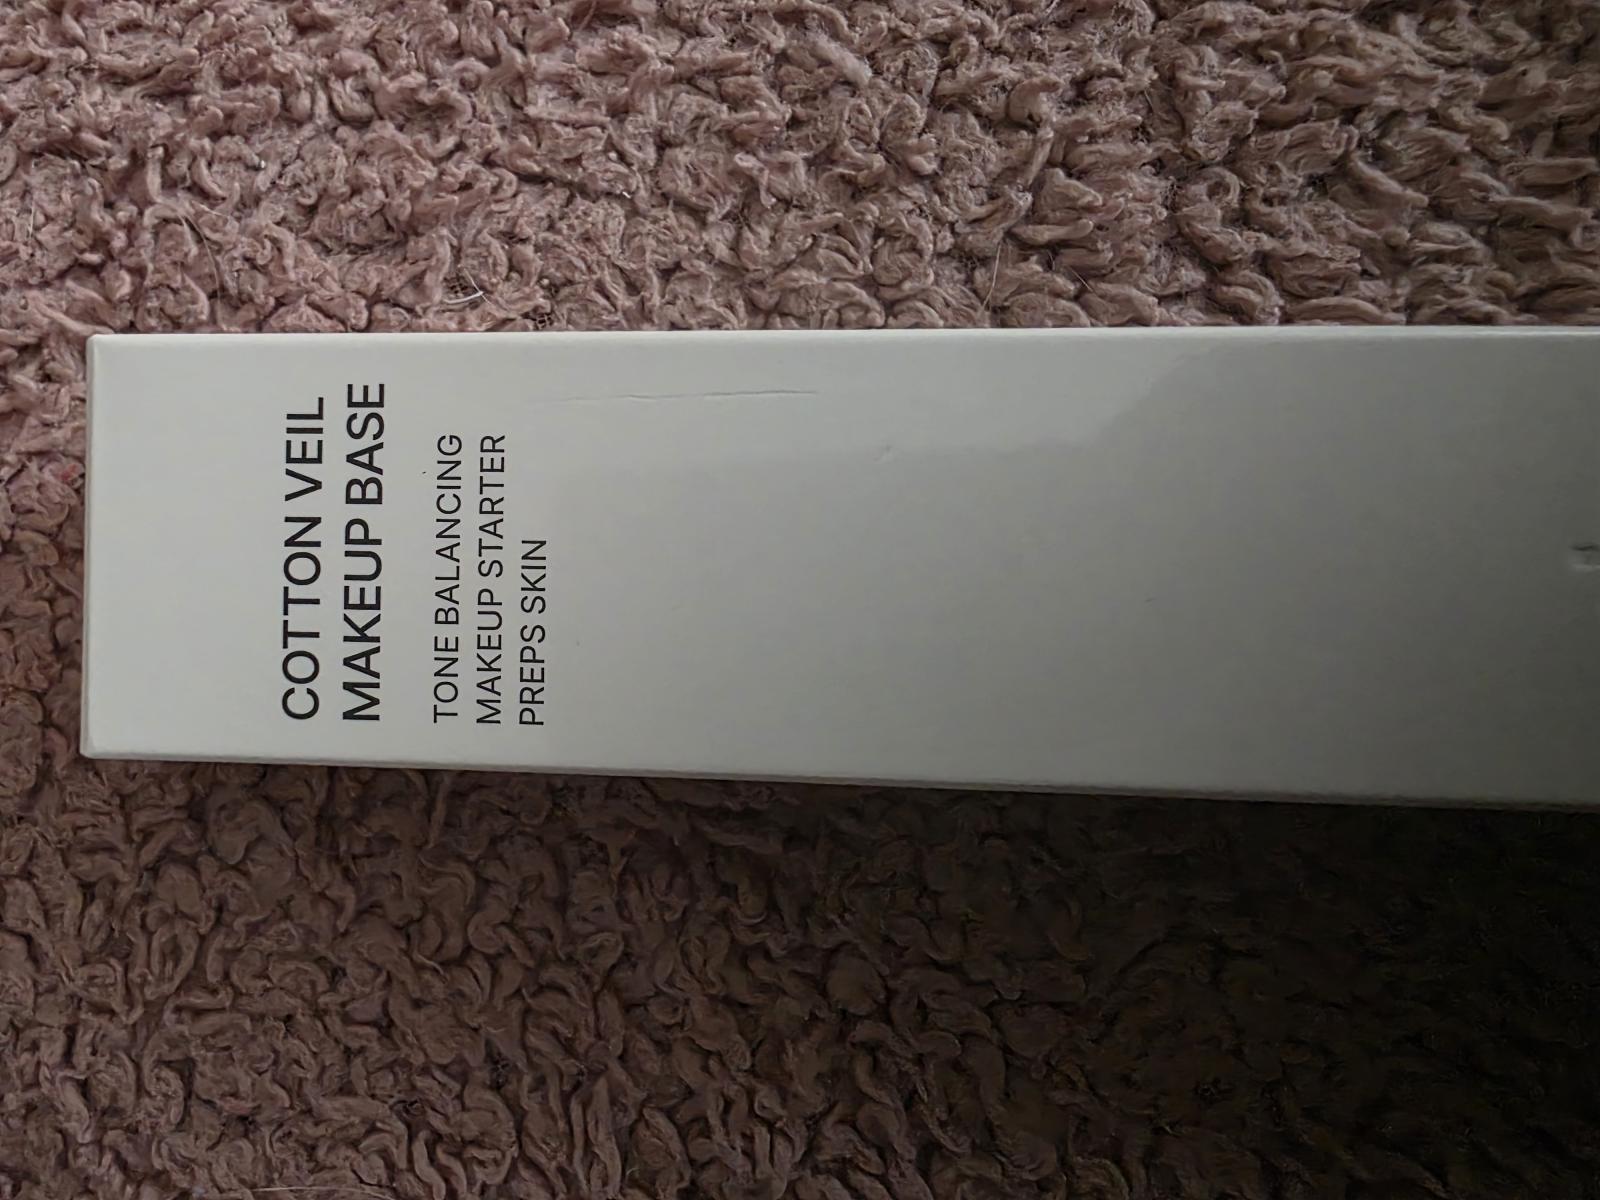 COTTON VEIL
MAKEUP BASE
TONE BALANCING
MAKEUP STARTER
PREPS SKIN